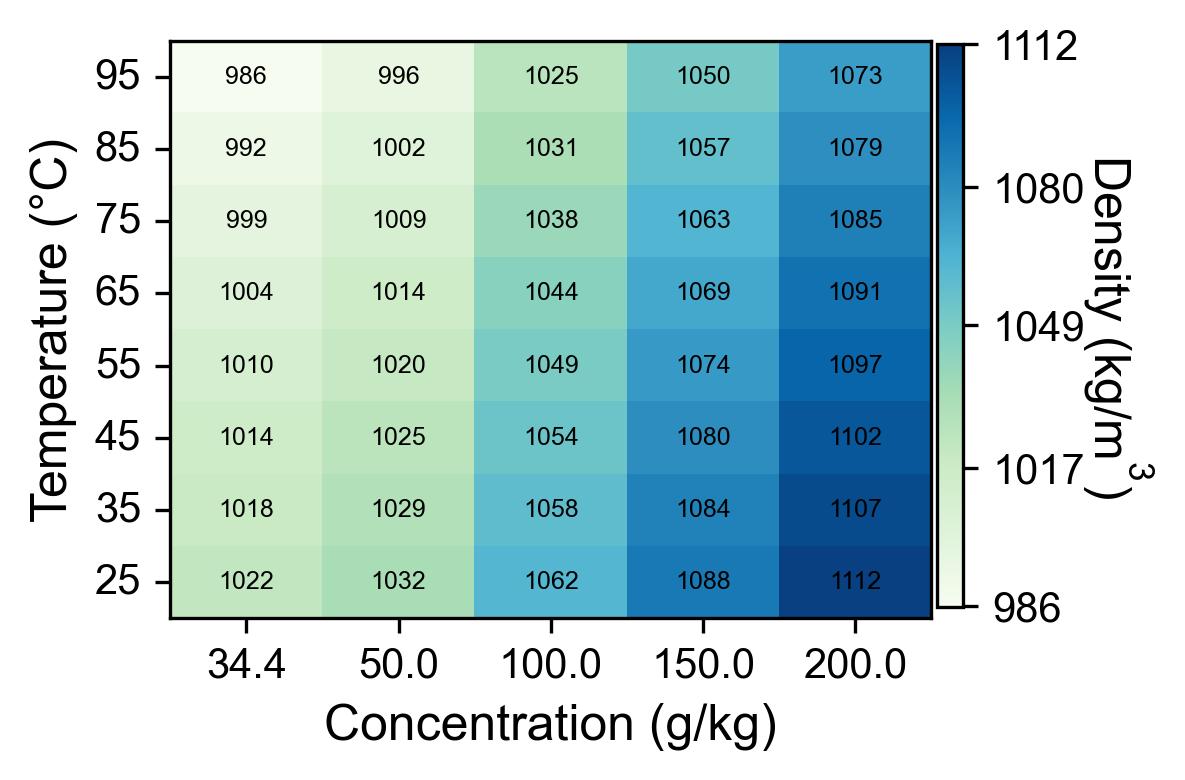 95 986 996 1025 1050 1073 1112
85 992 1002 1031 1057 1079 1080
75 999 1009 1038 1063 1085
65 1004 1014 1044 1069 1091 1049
55 1010 1020 1049 1074 1097
45 1014 1025 1054 1080 1102 1017
35 1018 1029 1058 1084 1107
25 1022 1032 1062 1088 1112 986
34.4 50.0 100.0 150.0 200.0
Concentration (g/kg)
Temperature (°C)
Density (kg/m³)